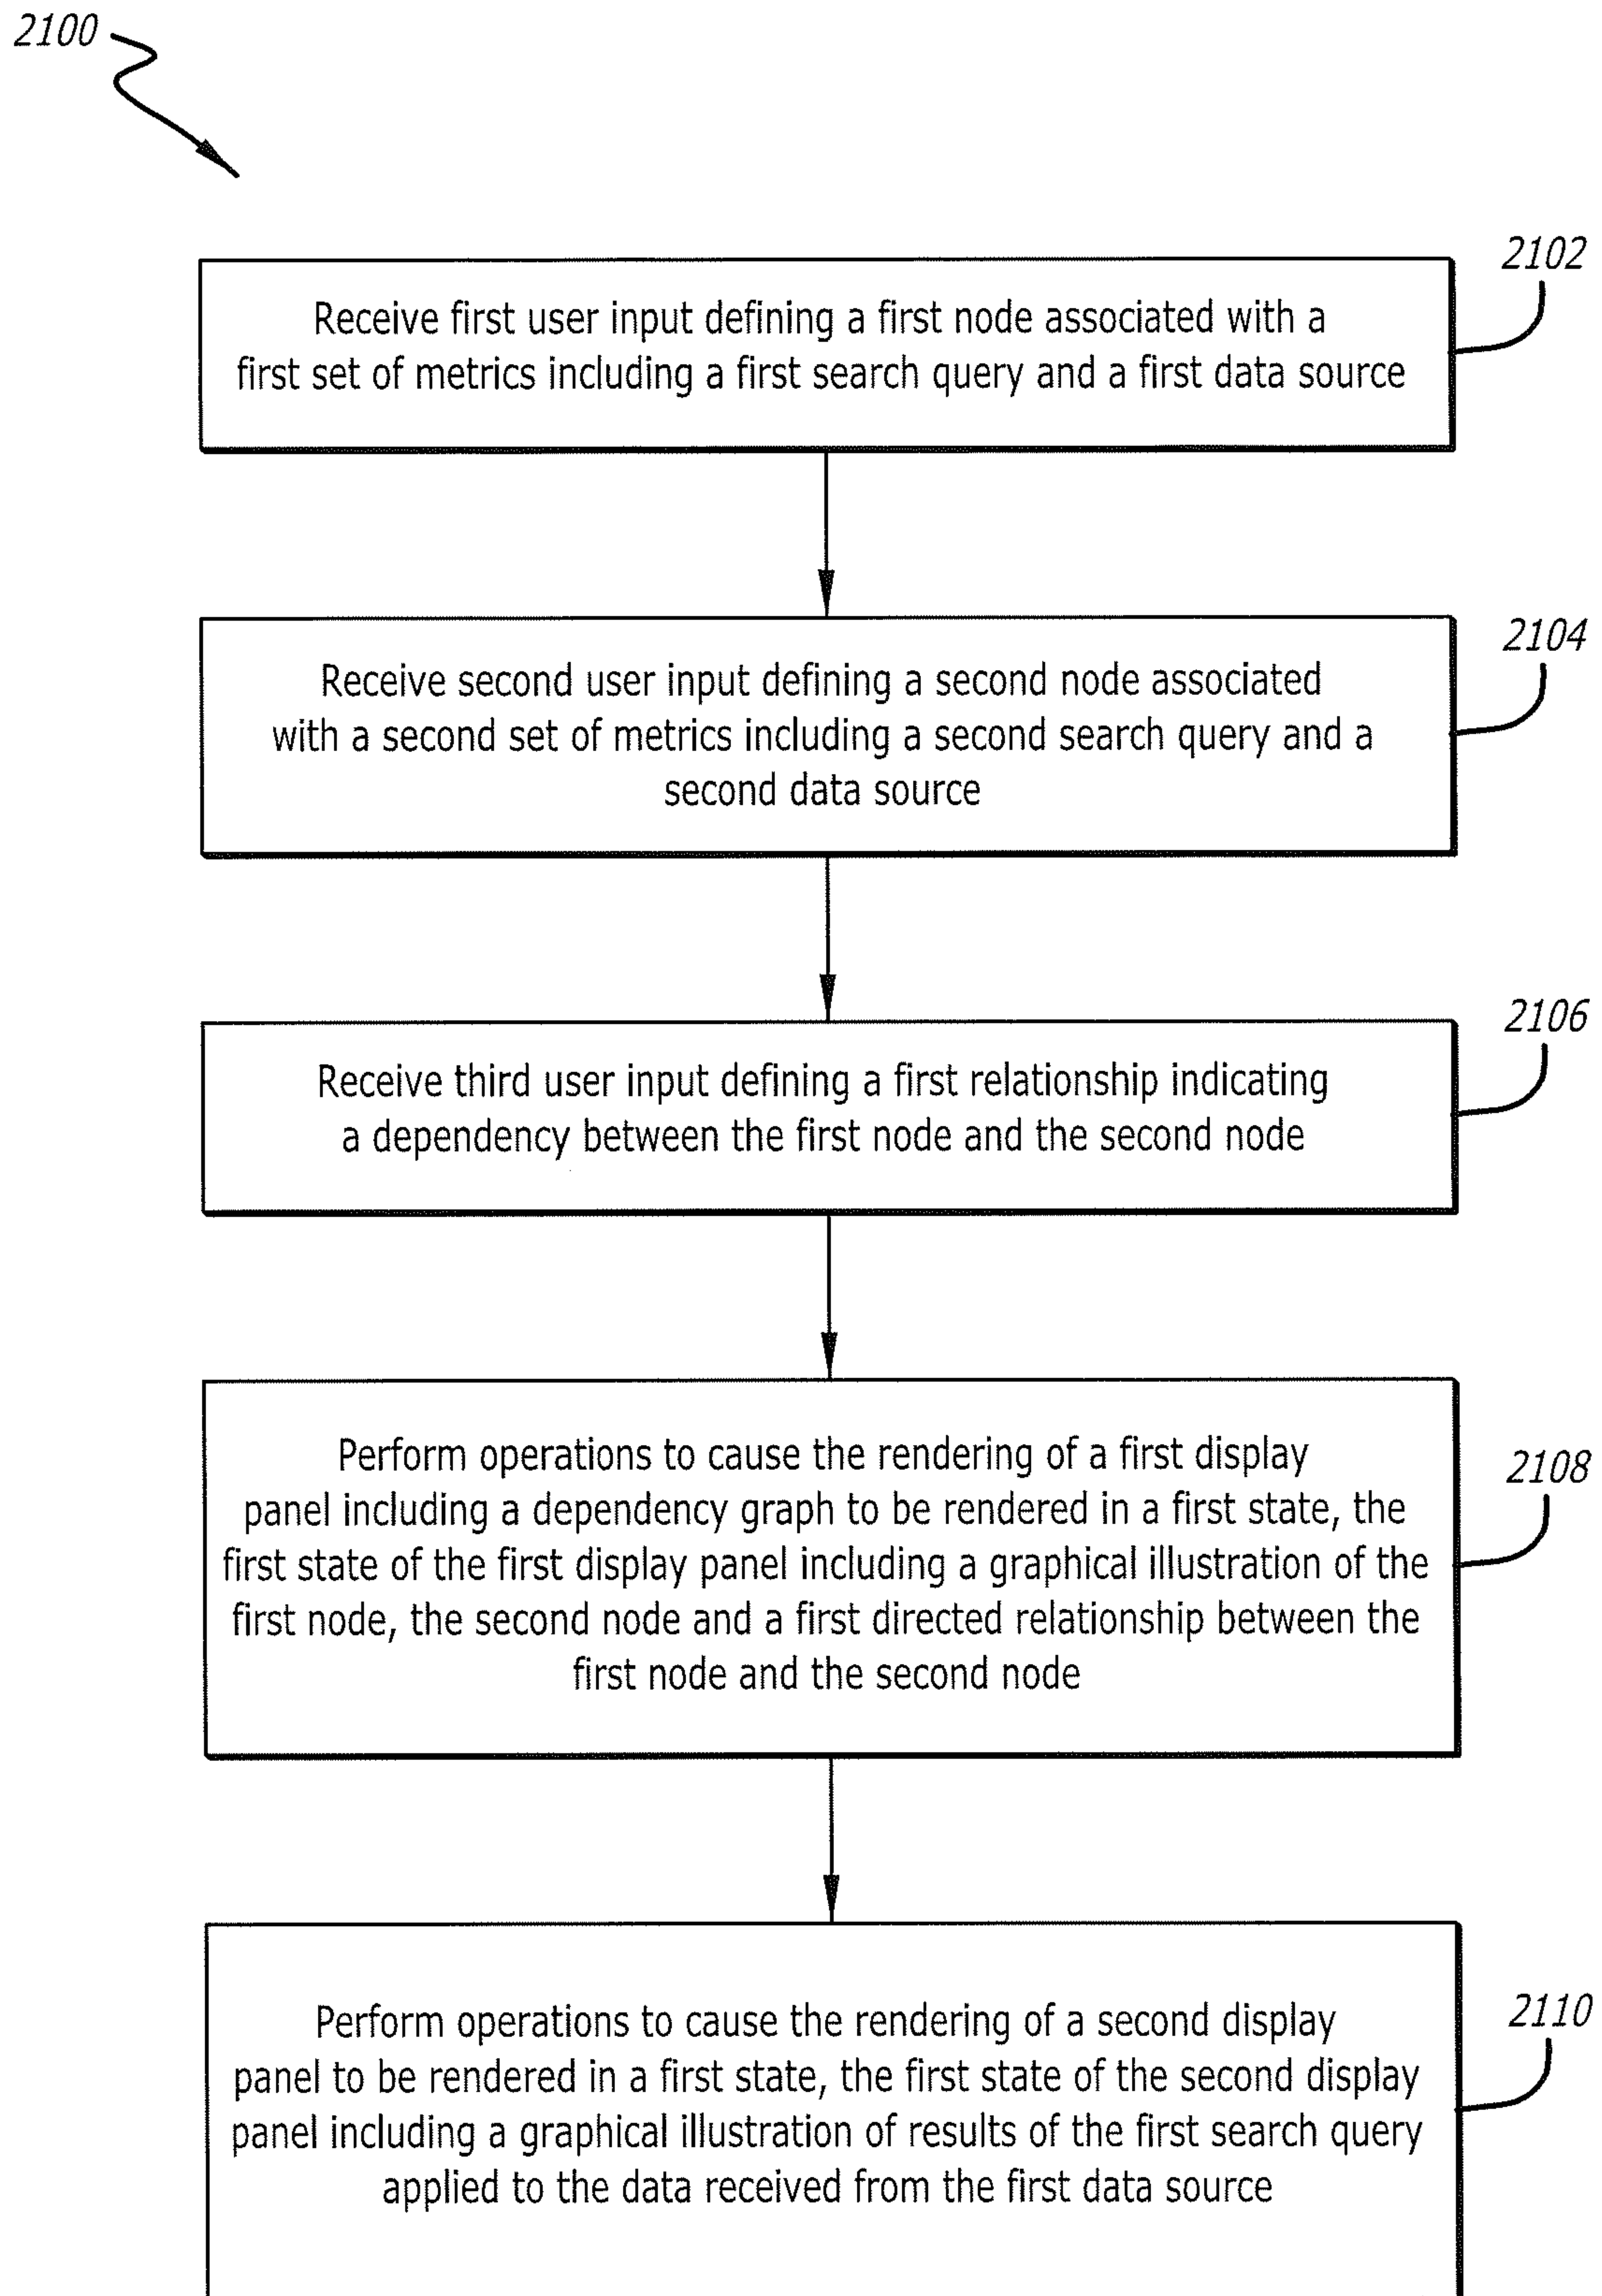 2100
2102
Receive first user input defining a first node associated with a
first set of metrics including a first search query and a first data source
2104
Receive second user input defining a second node associated
with a second set of metrics including a second search query and a
second data source
2106
Receive third user input defining a first relationship indicating
a dependency between the first node and the second node
2108
Perform operations to cause the rendering of a first display
panel including a dependency graph to be rendered in a first state, the
first state of the first display panel including a graphical illustration of the
first node, the second node and a first directed relationship between the
first node and the second node
2110
Perform operations to cause the rendering of a second display
panel to be rendered in a first state, the first state of the second display
panel including a graphical illustration of results of the first search query
applied to the data received from the first data source